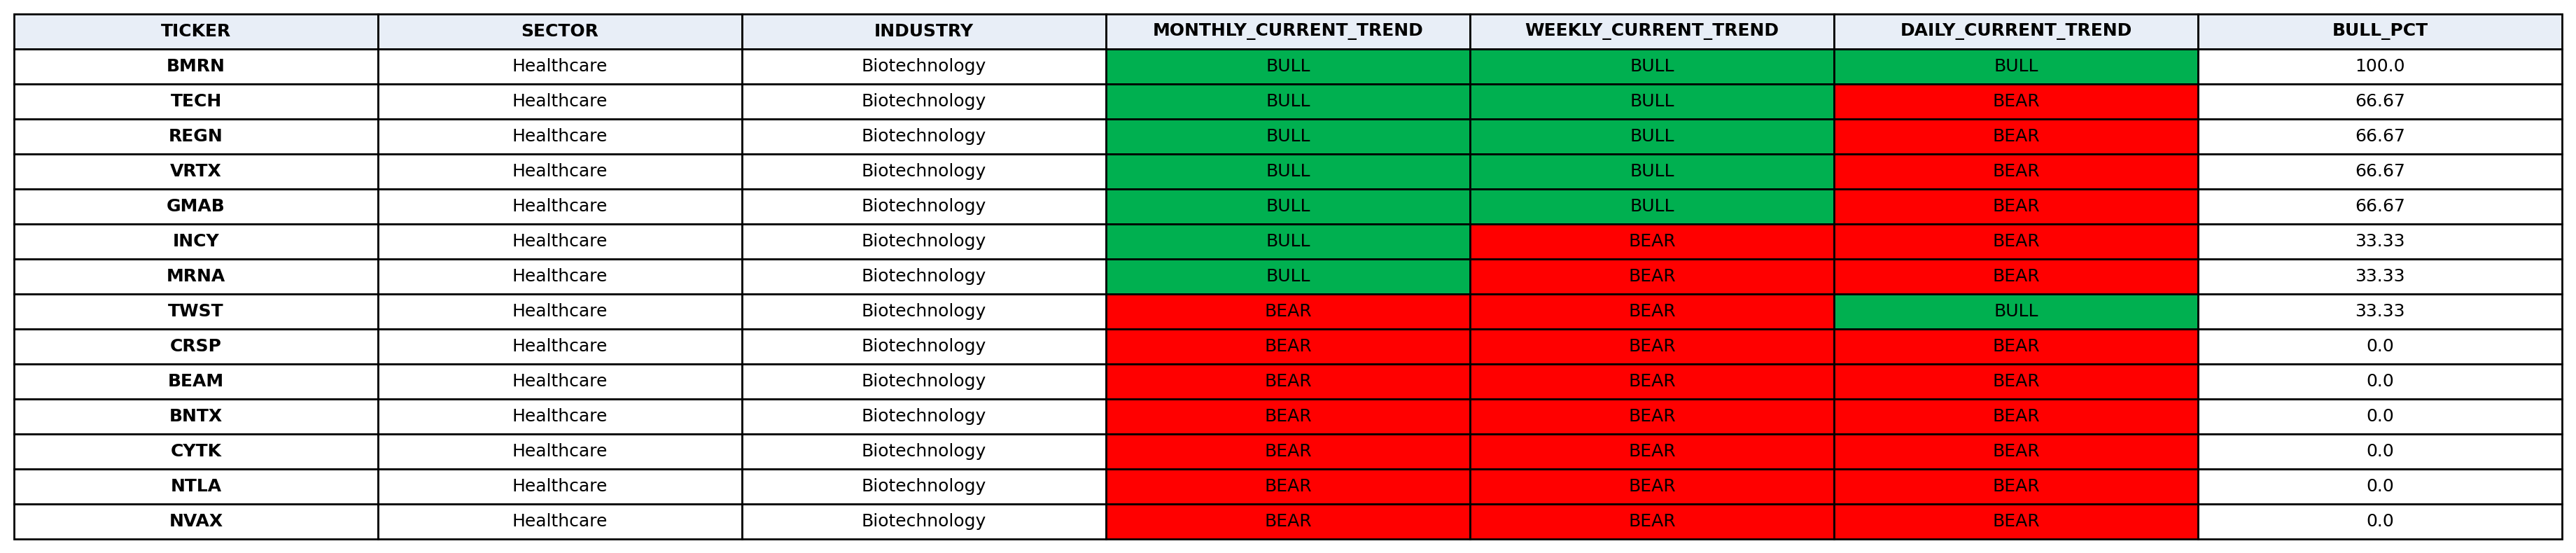 TICKER SECTOR INDUSTRY MONTHLY_CURRENT_TREND WEEKLY_CURRENT_TREND DAILY_CURRENT_TREND BULL_PCT
BMRN Healthcare Biotechnology BULL BULL BULL 100.0
TECH Healthcare Biotechnology BULL BULL BEAR 66.67
REGN Healthcare Biotechnology BULL BULL BEAR 66.67
VRTX Healthcare Biotechnology BULL BULL BEAR 66.67
GMAB Healthcare Biotechnology BULL BULL BEAR 66.67
INCY Healthcare Biotechnology BULL BEAR BEAR 33.33
MRNA Healthcare Biotechnology BULL BEAR BEAR 33.33
TWST Healthcare Biotechnology BEAR BEAR BULL 33.33
CRSP Healthcare Biotechnology BEAR BEAR BEAR 0.0
BEAM Healthcare Biotechnology BEAR BEAR BEAR 0.0
BNTX Healthcare Biotechnology BEAR BEAR BEAR 0.0
CYTK Healthcare Biotechnology BEAR BEAR BEAR 0.0
NTLA Healthcare Biotechnology BEAR BEAR BEAR 0.0
NVAX Healthcare Biotechnology BEAR BEAR BEAR 0.0